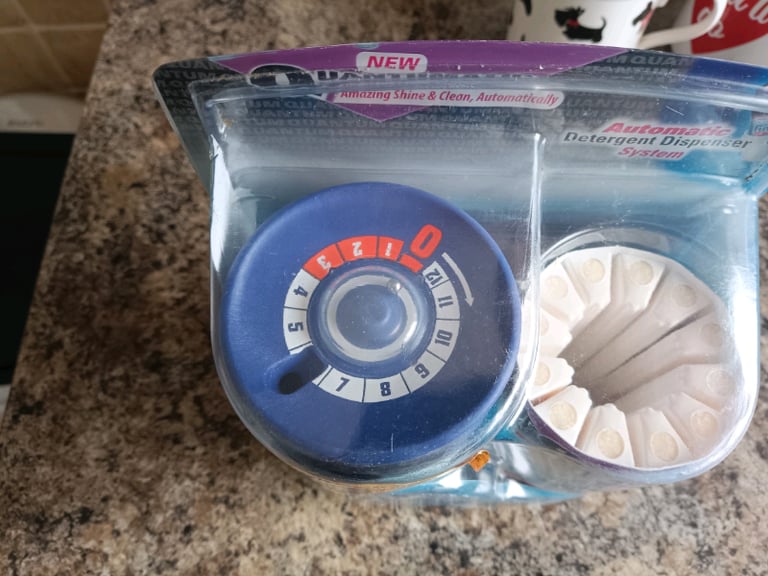 NEW
QUANTUM
Amazing Shine & Clean, Automatically
Automatic
Detergent Dispenser
System
0
1
2
3
4
5
7
8
9
10
11
12